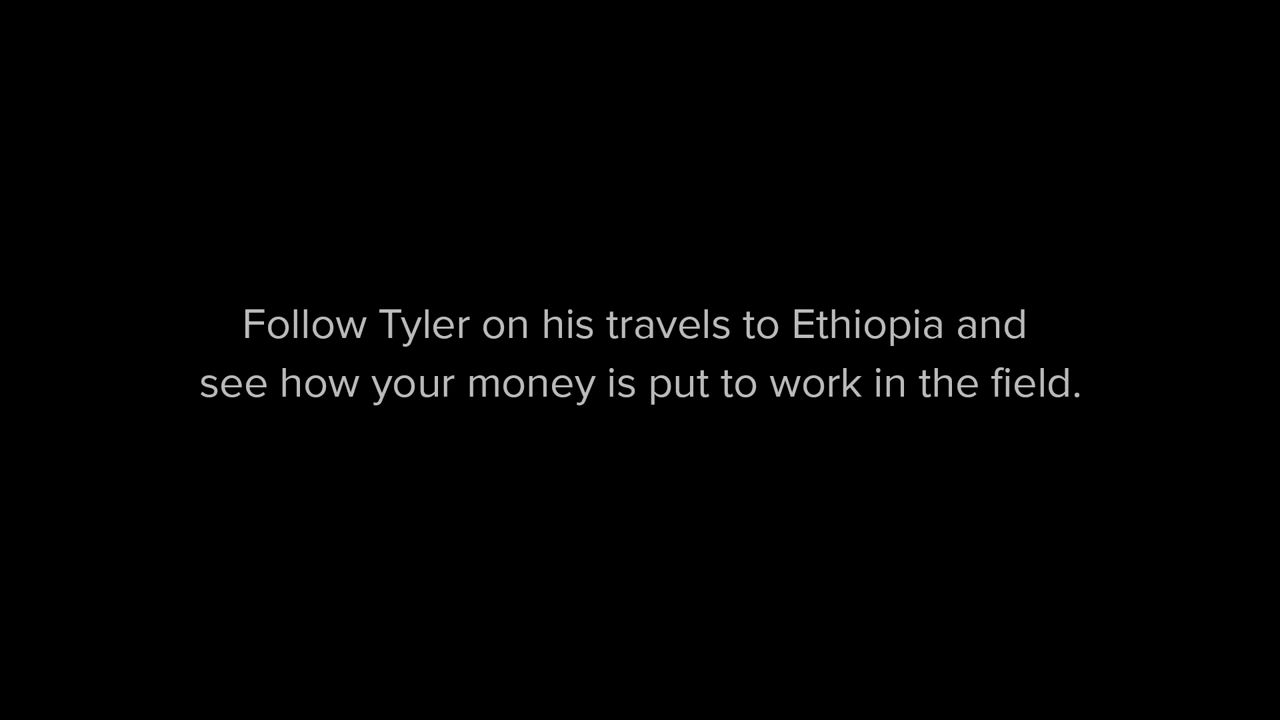 Follow Tyler on his travels to Ethiopia and
see how your money is put to work in the field.